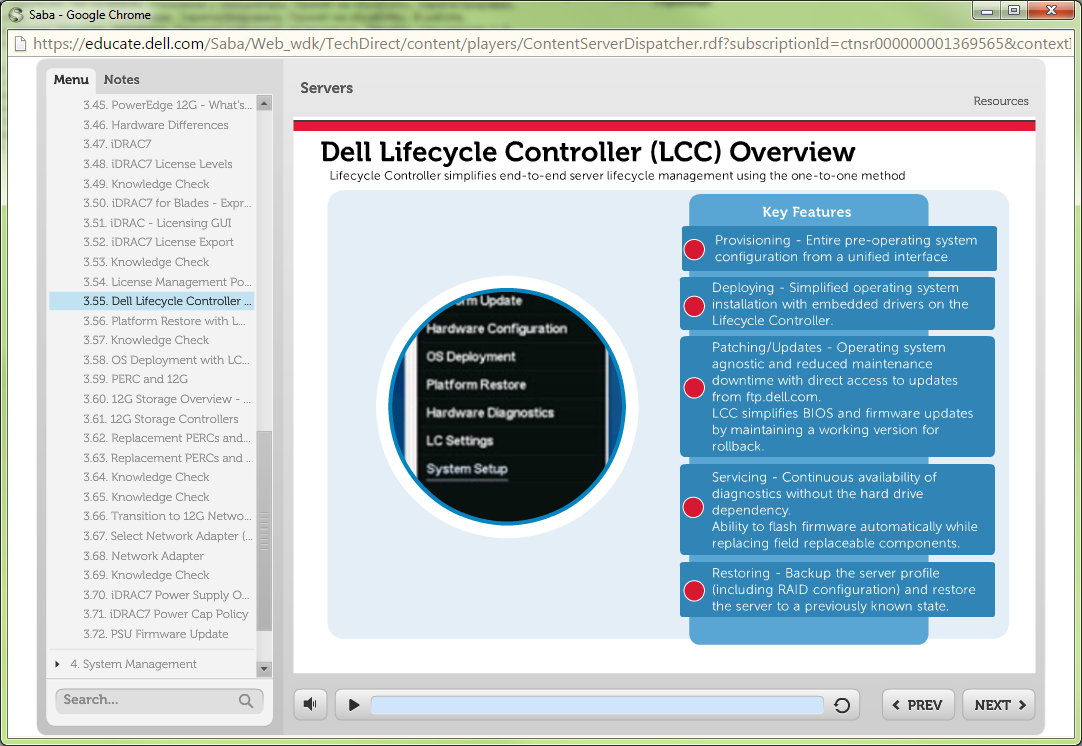 Saba - Google Chrome
https://educate.dell.com/Saba/Web_wdk/TechDirect/content/players/ContentServerDispatcher.rdf?subscriptionId=ctnsr000000001369565&context
Menu
Notes
3.45. PowerEdge 12G - What's...
3.46. Hardware Differences
3.47. iDRAC7
3.48. iDRAC7 License Levels
3.49. Knowledge Check
3.50. iDRAC7 for Blades - Expr...
3.51. iDRAC - Licensing GUI
3.52. iDRAC7 License Export
3.53. Knowledge Check
3.54. License Management Po...
3.55. Dell Lifecycle Controller ...
3.56. Platform Restore with L...
3.57. Knowledge Check
3.58. OS Deployment with LC...
3.59. PERC and 12G
3.60. 12G Storage Overview - ...
3.61. 12G Storage Controllers
3.62. Replacement PERCs and...
3.63. Replacement PERCs and ...
3.64. Knowledge Check
3.65. Knowledge Check
3.66. Transition to 12G Netwo...
3.67. Select Network Adapter (...
3.68. Network Adapter
3.69. Knowledge Check
3.70. iDRAC7 Power Supply O...
3.71. iDRAC7 Power Cap Policy
3.72. PSU Firmware Update
4. System Management
Search...
Servers
Resources
Dell Lifecycle Controller (LCC) Overview
Lifecycle Controller simplifies end-to-end server lifecycle management using the one-to-one method
rm Update
Hardware Configuration
OS Deployment
Platform Restore
Hardware Diagnostics
LC Settings
System Setup
Key Features
Provisioning - Entire pre-operating system
configuration from a unified interface.
Deploying - Simplified operating system
installation with embedded drivers on the
Lifecycle Controller.
Patching/Updates - Operating system
agnostic and reduced maintenance
downtime with direct access to updates
from ftp.dell.com.
LCC simplifies BIOS and firmware updates
by maintaining a working version for
rollback.
Servicing - Continuous availability of
diagnostics without the hard drive
dependency.
Ability to flash firmware automatically while
replacing field replaceable components.
Restoring - Backup the server profile
(including RAID configuration) and restore
the server to a previously known state.
PREV
NEXT